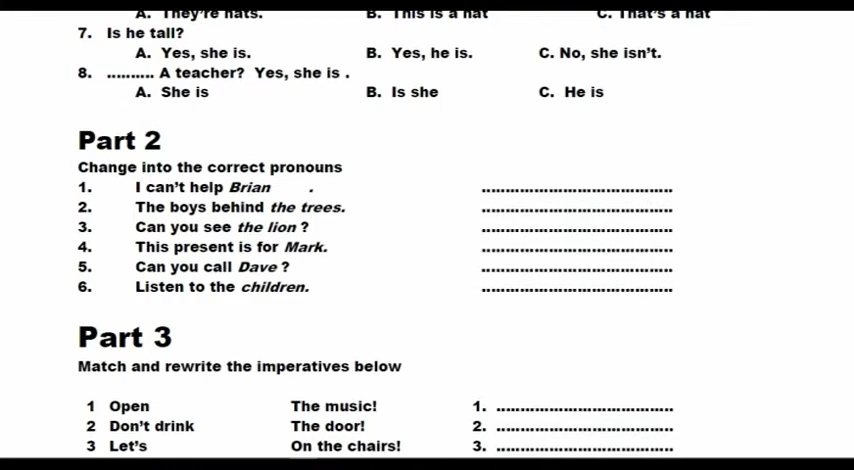 A. They're hats. B. This is a hat C. That's a hat
7. Is he tall?
A. Yes, she is. B. Yes, he is. C. No, she isn't.
8. .......... A teacher? Yes, she is .
A. She is B. Is she C. He is
Part 2
Change into the correct pronouns
1. I can't help Brian . ........................................
2. The boys behind the trees. ........................................
3. Can you see the lion ? ........................................
4. This present is for Mark. ........................................
5. Can you call Dave ? ........................................
6. Listen to the children. ........................................
Part 3
Match and rewrite the imperatives below
1 Open The music! 1. .....................................
2 Don't drink The door! 2. .....................................
3 Let's On the chairs! 3. .....................................